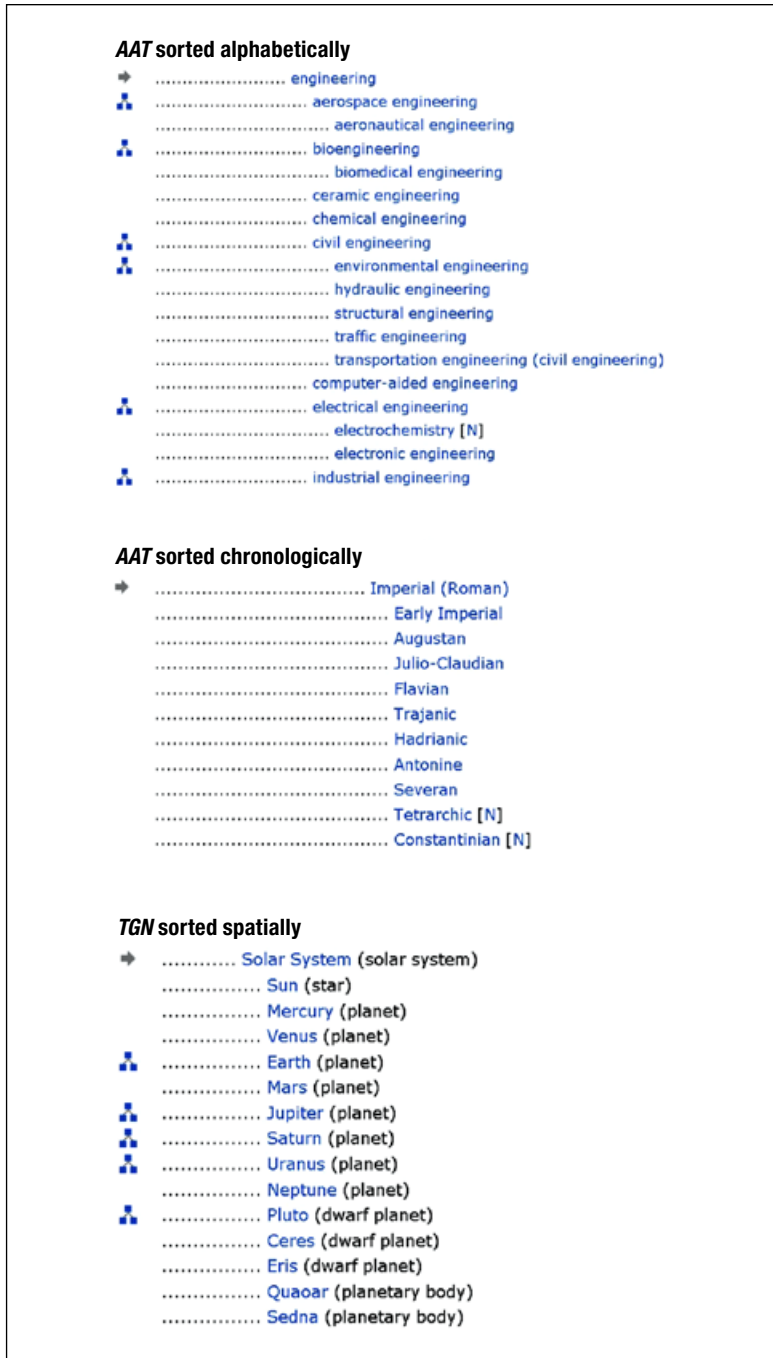 AAT sorted alphabetically
........................ engineering
............................ aerospace engineering
................................ aeronautical engineering
............................ bioengineering
................................ biomedical engineering
............................ ceramic engineering
............................ chemical engineering
............................ civil engineering
................................ environmental engineering
................................ hydraulic engineering
................................ structural engineering
................................ traffic engineering
................................ transportation engineering (civil engineering)
............................ computer-aided engineering
............................ electrical engineering
................................ electrochemistry [N]
................................ electronic engineering
............................ industrial engineering
AAT sorted chronologically
...................................... Imperial (Roman)
.......................................... Early Imperial
.......................................... Augustan
.......................................... Julio-Claudian
.......................................... Flavian
.......................................... Trajanic
.......................................... Hadrianic
.......................................... Antonine
.......................................... Severan
.......................................... Tetrarchic [N]
.......................................... Constantinian [N]
TGN sorted spatially
............ Solar System (solar system)
................ Sun (star)
................ Mercury (planet)
................ Venus (planet)
................ Earth (planet)
................ Mars (planet)
................ Jupiter (planet)
................ Saturn (planet)
................ Uranus (planet)
................ Neptune (planet)
................ Pluto (dwarf planet)
................ Ceres (dwarf planet)
................ Eris (dwarf planet)
................ Quaoar (planetary body)
................ Sedna (planetary body)